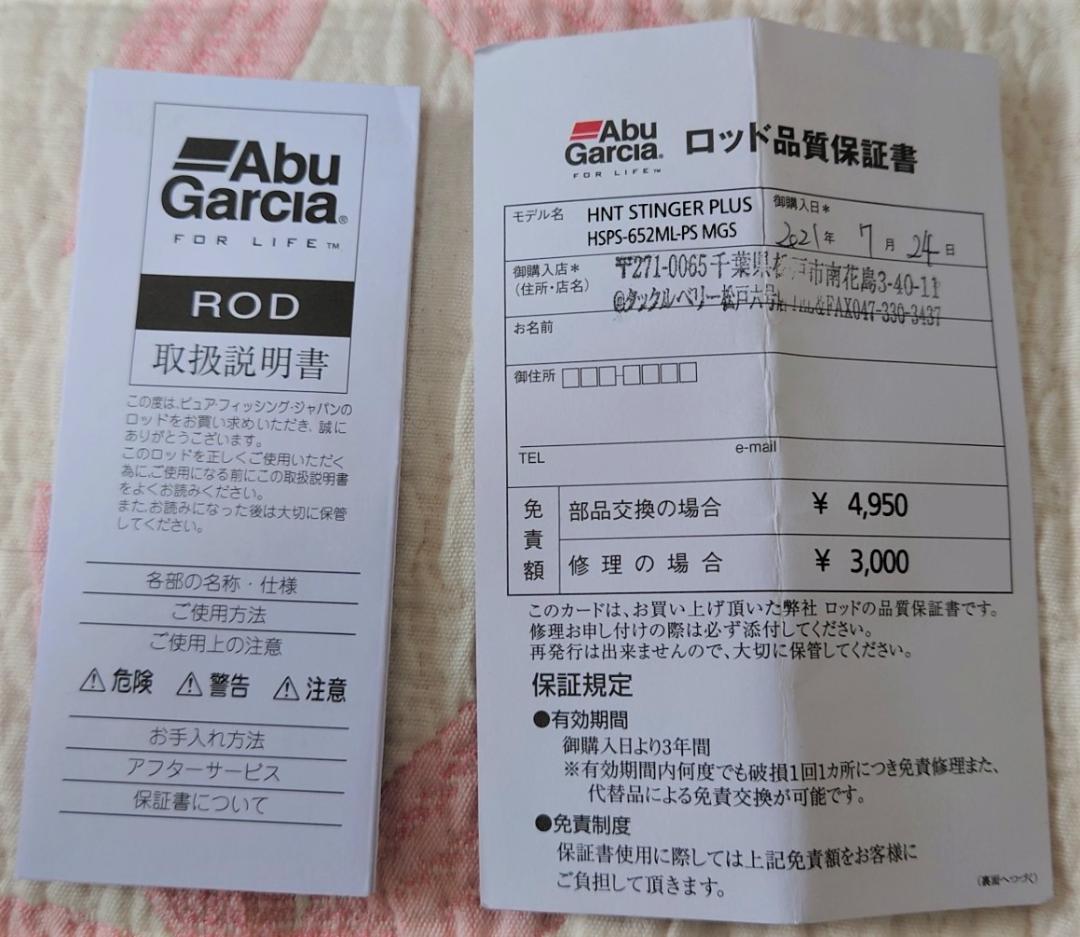 Abu
Garcia®
FOR LIFE™
ROD
取扱説明書
この度は、ピュア・フィッシング・ジャパンの
ロッドをお買い求めいただき、誠に
ありがとうございます。
このロッドを正しくご使用いただく
為に、ご使用になる前にこの取扱説明書
をよくお読みください。
また、お読みになった後は大切に保管
してください。
各部の名称・仕様
ご使用方法
ご使用上の注意
⚠危険 ⚠警告 ⚠注意
お手入れ方法
アフターサービス
保証書について
Abu
Garcia®
FOR LIFE™
ロッド品質保証書
モデル名 HNT STINGER PLUS
HSPS-652ML-PS MGS
御購入日*
2021年 7月 24日
御購入店*
(住所・店名)
〒271-0065千葉県松戸市南花島3-40-11
@タックルベリー松戸六号店 &FAX047-330-3437
お名前
御住所
TEL e-mail
免責額
部品交換の場合 ¥ 4,950
修理の場合 ¥ 3,000
このカードは、お買い上げ頂いた弊社 ロッドの品質保証書です。
修理お申し付けの際は必ず添付してください。
再発行は出来ませんので、大切に保管してください。
保証規定
●有効期間
御購入日より3年間
※有効期間内何度でも破損1回1カ所につき免責修理また、
代替品による免責交換が可能です。
●免責制度
保証書使用に際しては上記免責額をお客様に
ご負担して頂きます。
(裏面へつづく)